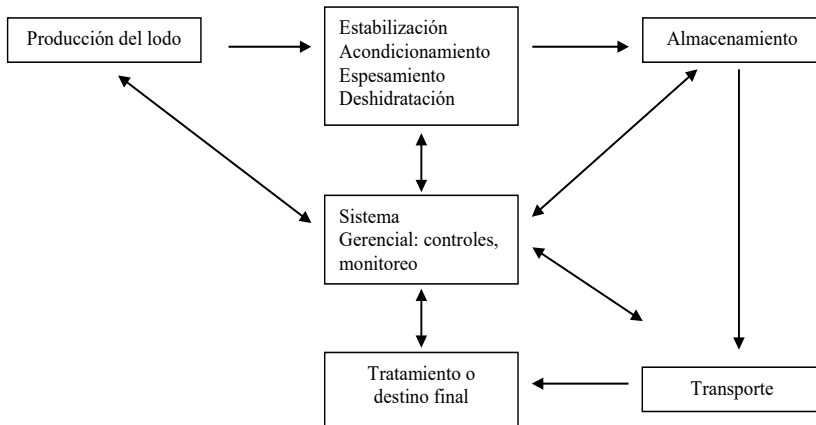 Producción del lodo
Estabilización
Acondicionamiento
Espesamiento
Deshidratación
Almacenamiento
Sistema
Gerencial: controles,
monitoreo
Tratamiento o
destino final
Transporte